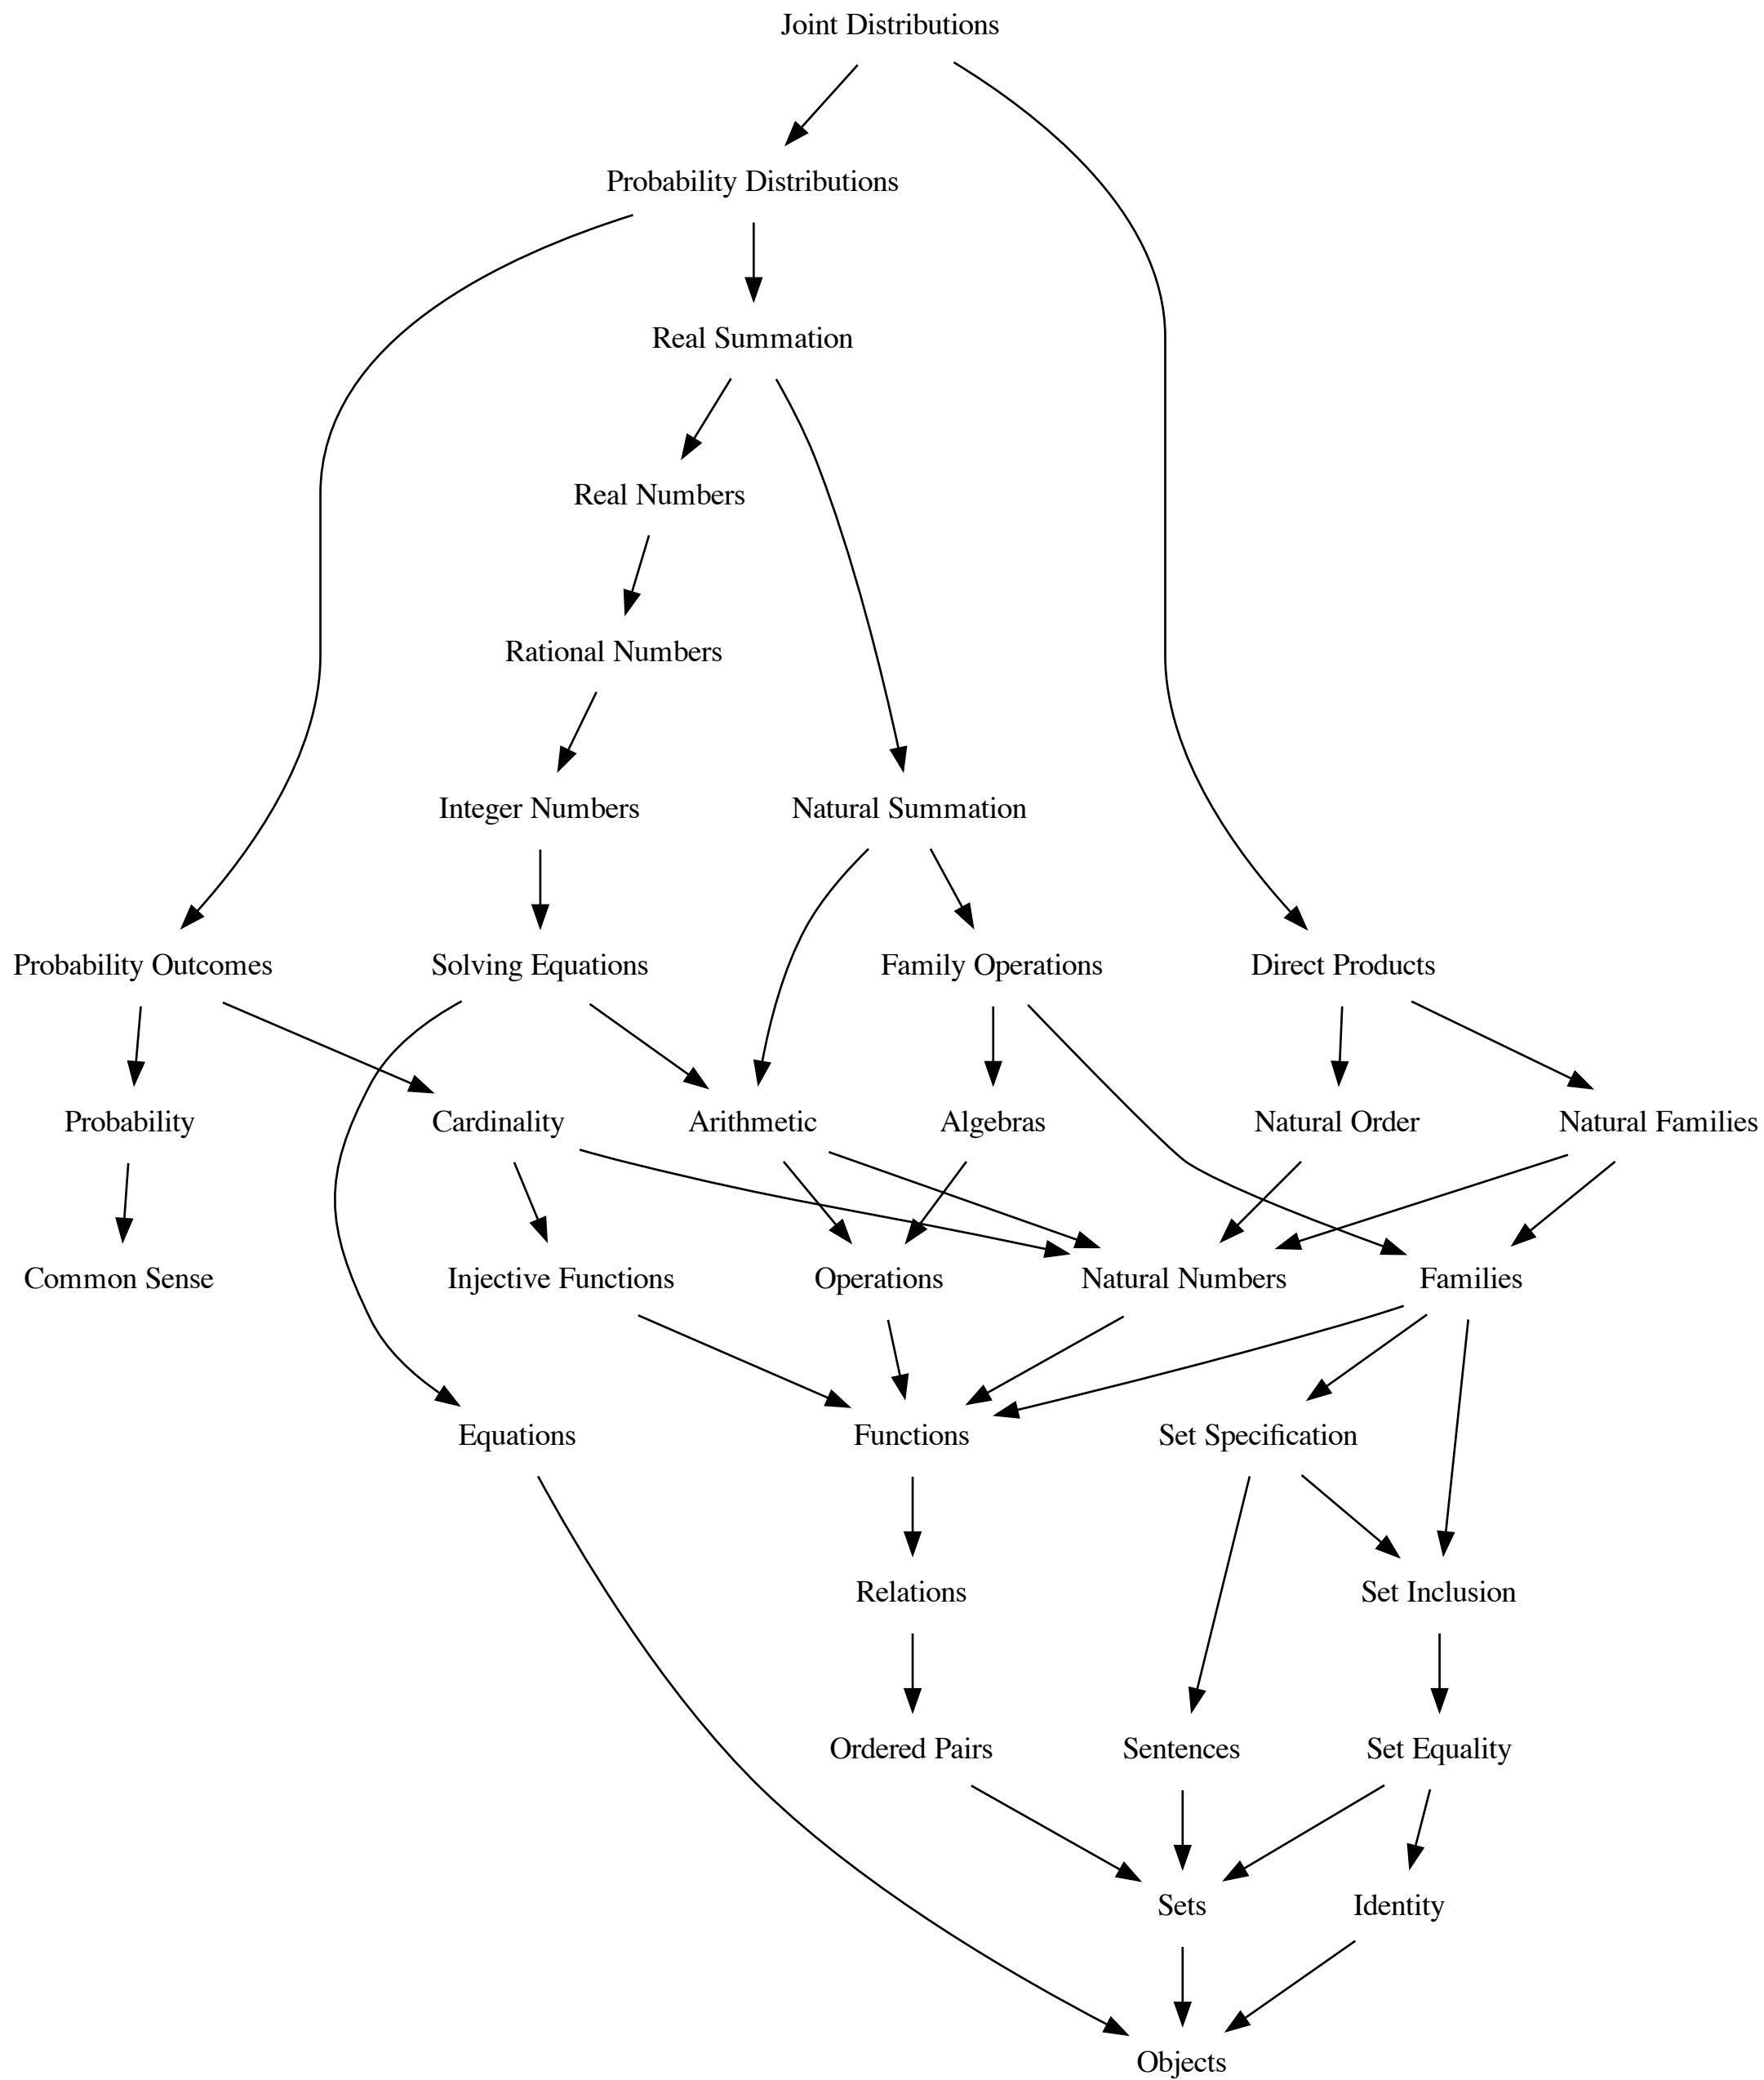 Joint Distributions
Probability Distributions
Real Summation
Real Numbers
Rational Numbers
Integer Numbers
Natural Summation
Probability Outcomes
Solving Equations
Family Operations
Direct Products
Probability
Cardinality
Arithmetic
Algebras
Natural Order
Natural Families
Common Sense
Injective Functions
Operations
Natural Numbers
Families
Equations
Functions
Set Specification
Relations
Set Inclusion
Ordered Pairs
Sentences
Set Equality
Sets
Identity
Objects